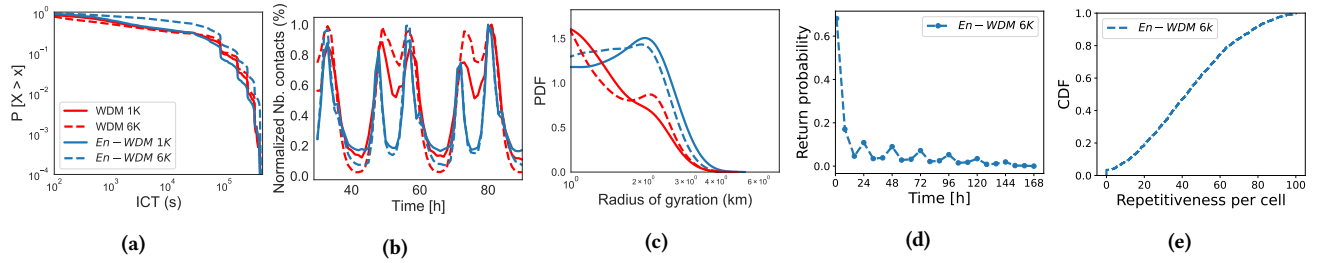 P [X > x]
10^0
10^-1
10^-2
10^-3
10^-4
WDM 1K
WDM 6K
En-WDM 1K
En-WDM 6K
10^2
10^3
10^4
10^5
ICT (s)
(a)
Normalized Nb. contacts (%)
1.0
0.8
0.6
0.4
0.2
0.0
40
60
80
Time [h]
(b)
PDF
1.5
1.0
0.5
0.0
10^0
2 × 10^0
3 × 10^0
4 × 10^0
6 × 10^0
Radius of gyration (km)
(c)
Return probability
0.6
0.4
0.2
0.0
En-WDM 6K
0
24
48
72
96
120
144
168
Time [h]
(d)
CDF
1.0
0.8
0.6
0.4
0.2
0.0
En-WDM 6k
0
20
40
60
80
100
Repetitiveness per cell
(e)